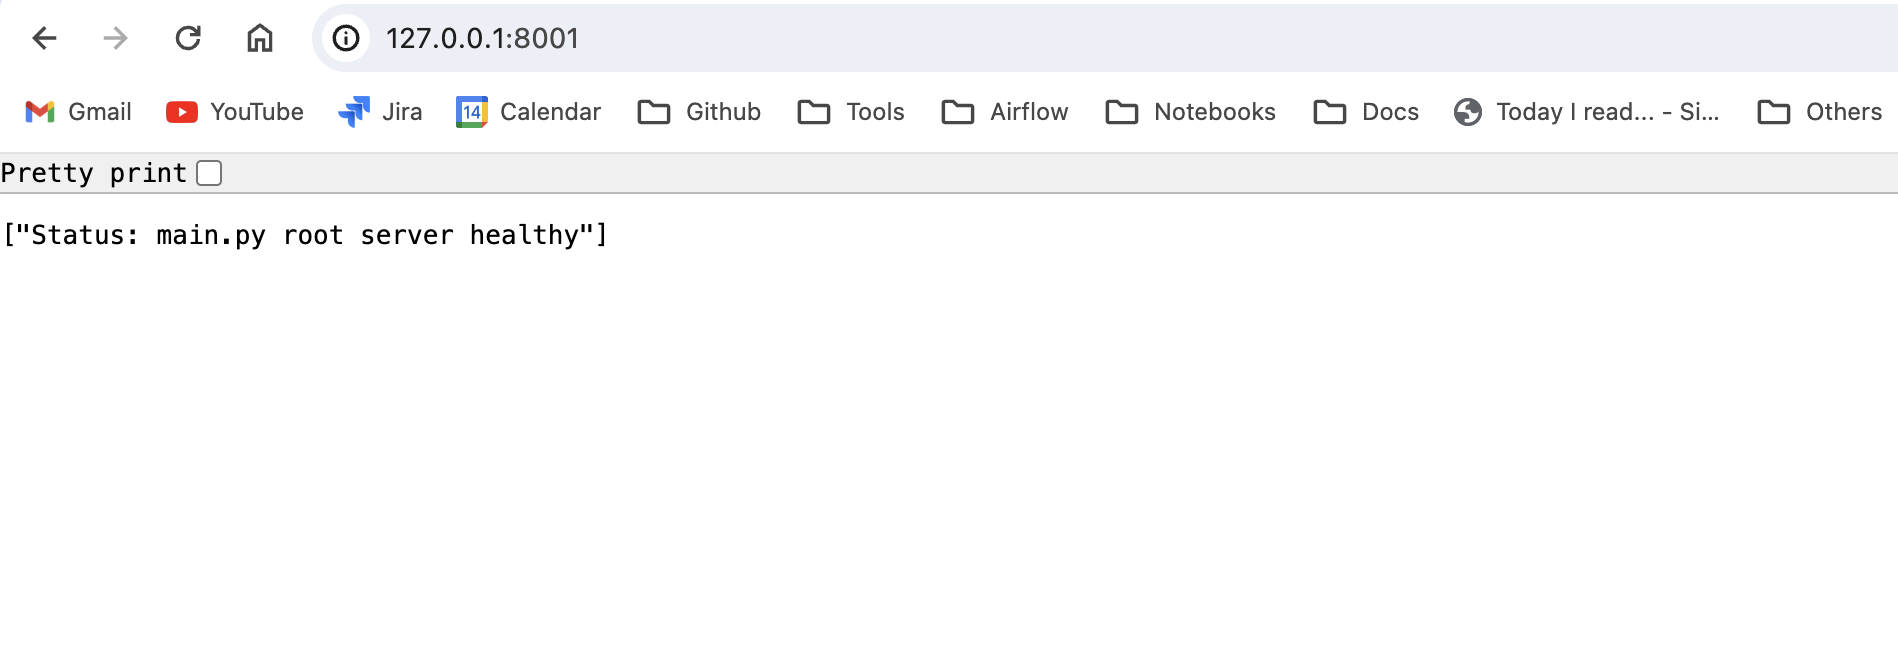 127.0.0.1:8001
Gmail YouTube Jira 14 Calendar Github Tools Airflow Notebooks Docs Today I read... - Si... Others
Pretty print
["Status: main.py root server healthy"]